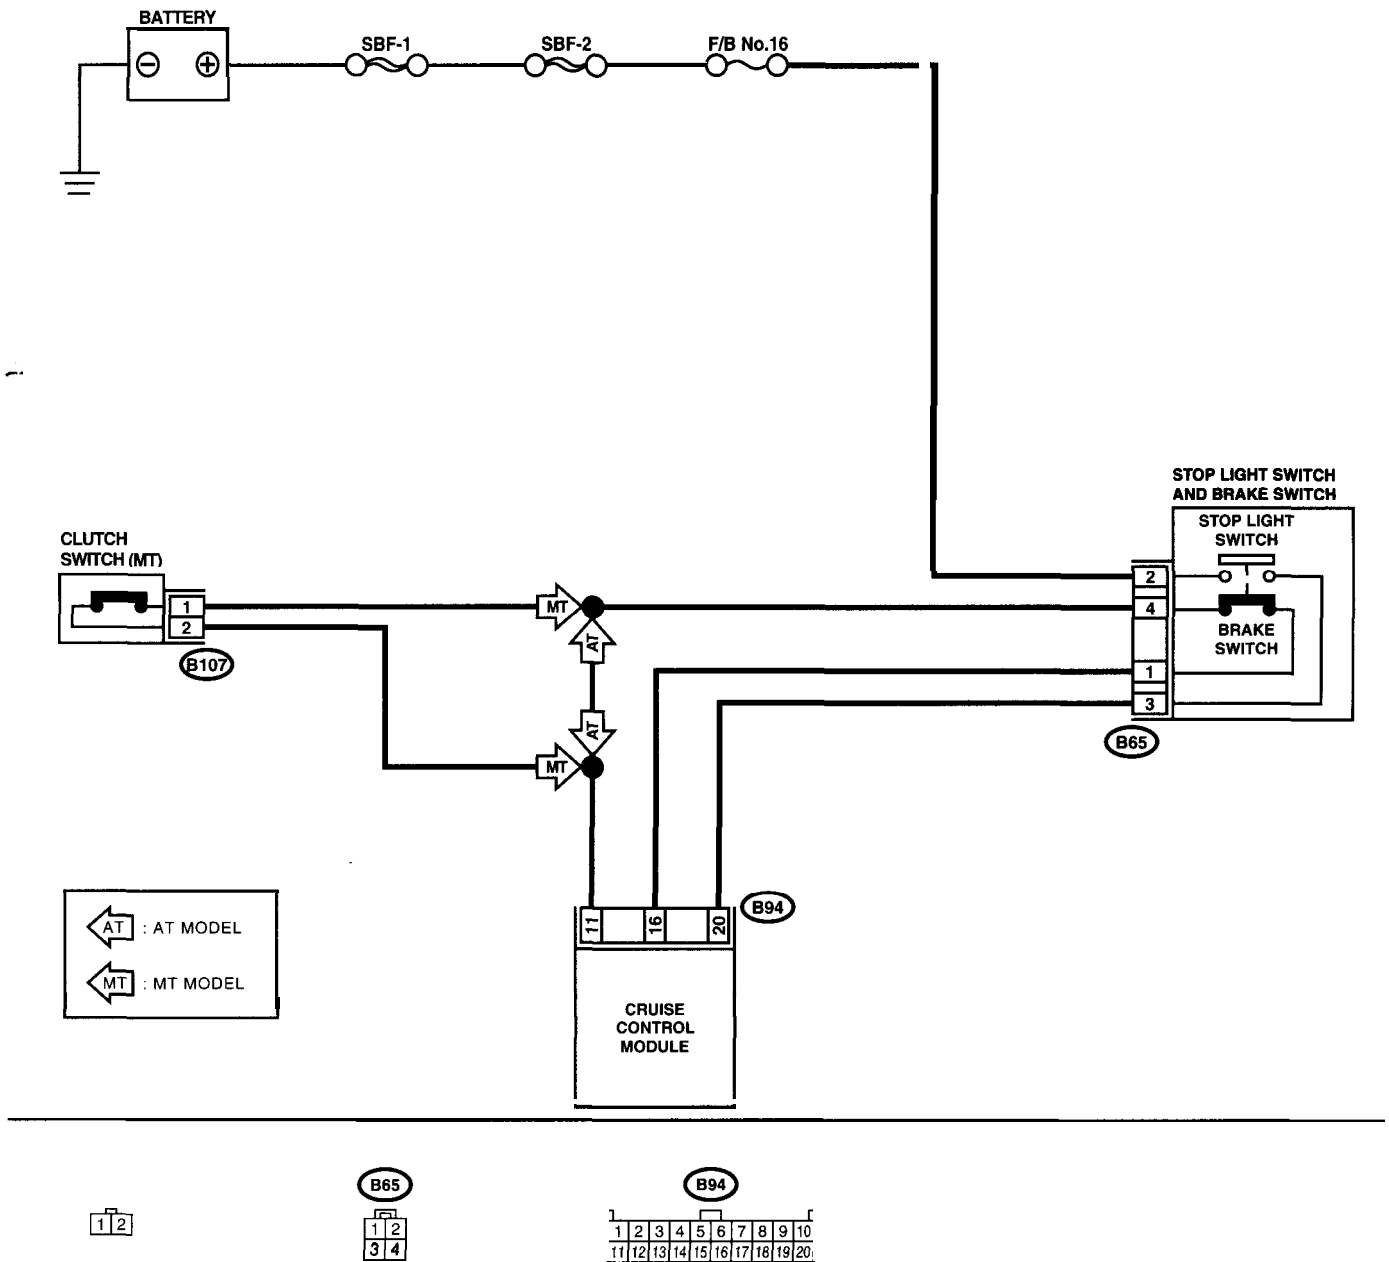 BATTERY
SBF-1
SBF-2
F/B No.16
STOP LIGHT SWITCH
AND BRAKE SWITCH
STOP LIGHT
SWITCH
CLUTCH
SWITCH (MT)
2
1
MT
4
2
BRAKE
SWITCH
AT
B107
1
3
AT
B65
MT
11
16
20
B94
AT : AT MODEL
MT : MT MODEL
CRUISE
CONTROL
MODULE
B65
B94
1 2
1 2
3 4
1 2 3 4 5 6 7 8 9 10
11 12 13 14 15 16 17 18 19 20